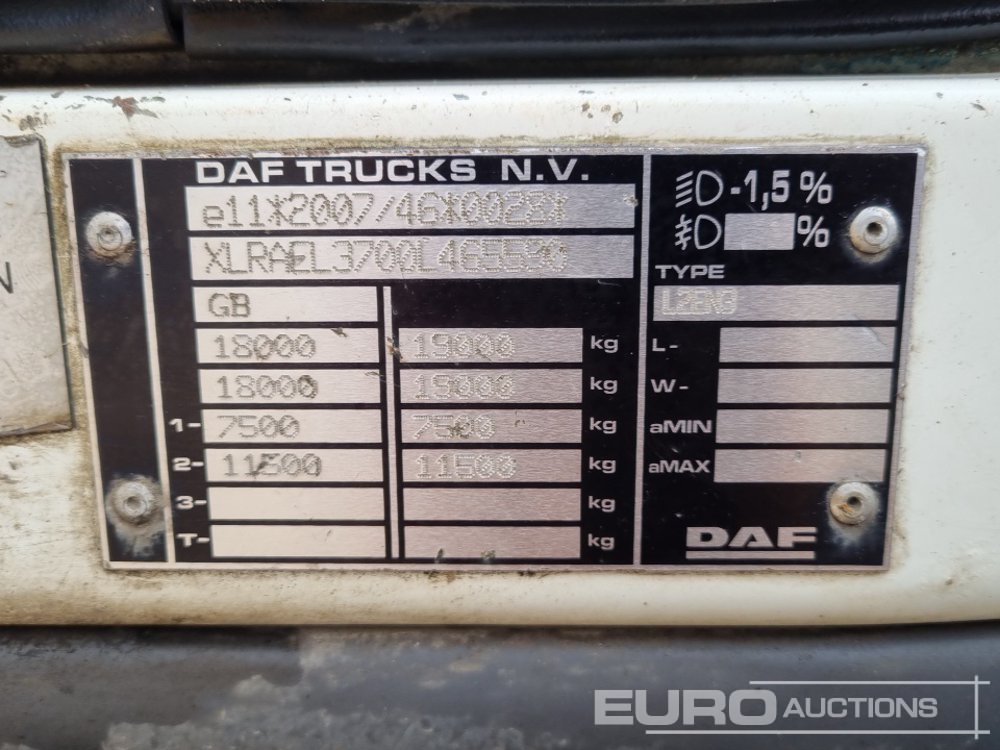 DAF TRUCKS N.V.
e11*2007/46*0022*
XLRAEL3700L465590
GB
18000 19000 kg
18000 19000 kg
1- 7500 7500 kg
2- 11500 11500 kg
3- kg
T- kg
-1,5%
%
TYPE
L2EN3
L-
W-
aMIN
aMAX
DAF
N
EURO AUCTIONS